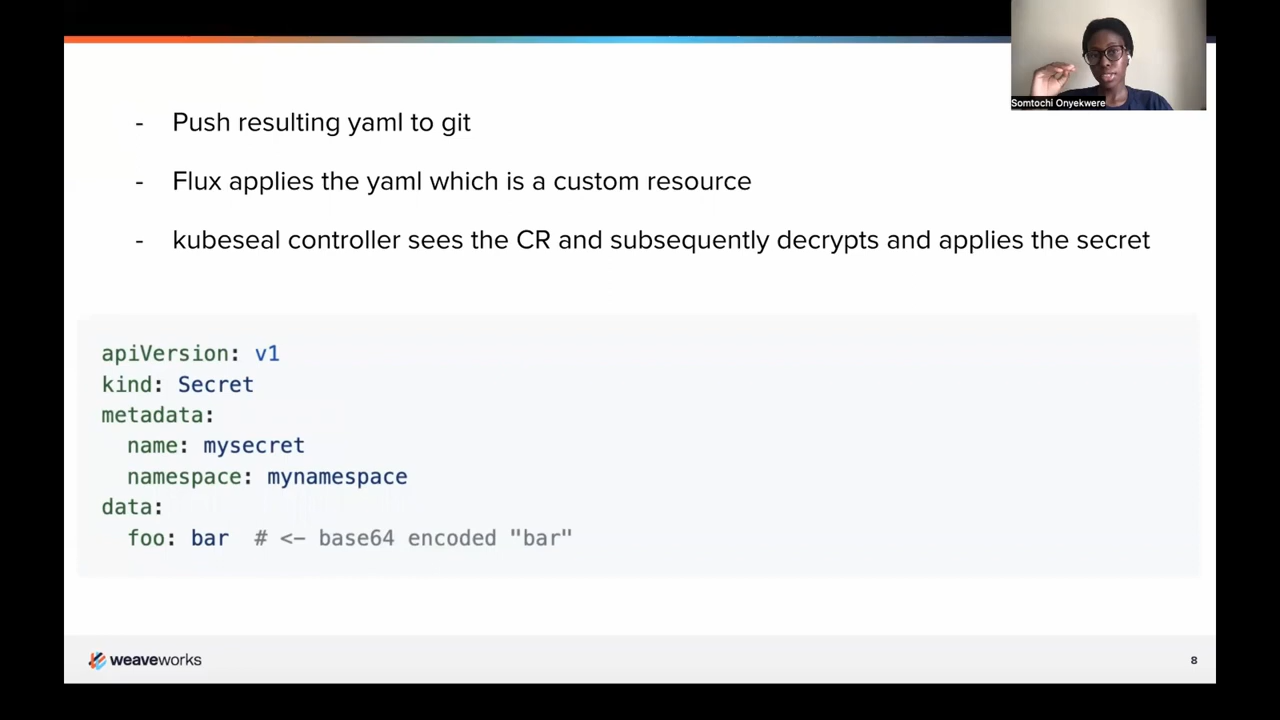 Somtochi Onyekwere
- Push resulting yaml to git
- Flux applies the yaml which is a custom resource
- kubeseal controller sees the CR and subsequently decrypts and applies the secret
apiVersion: v1
kind: Secret
metadata:
  name: mysecret
  namespace: mynamespace
data:
  foo: bar  # <- base64 encoded "bar"
weaveworks
8